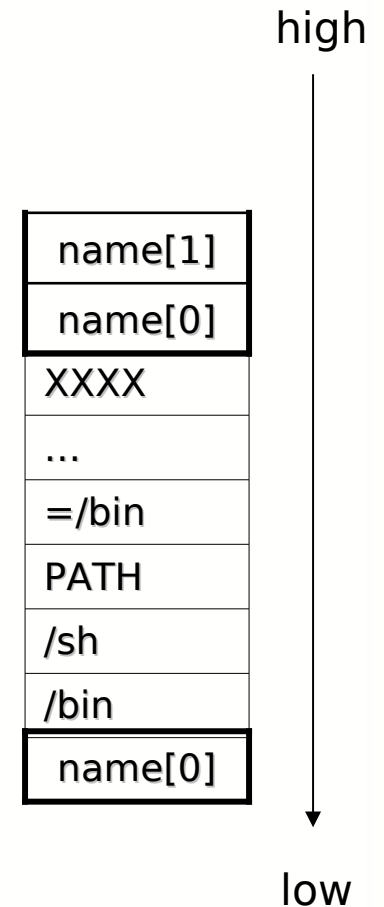 high
name[1]
name[0]
XXXX
...
=/bin
PATH
/sh
/bin
name[0]
low